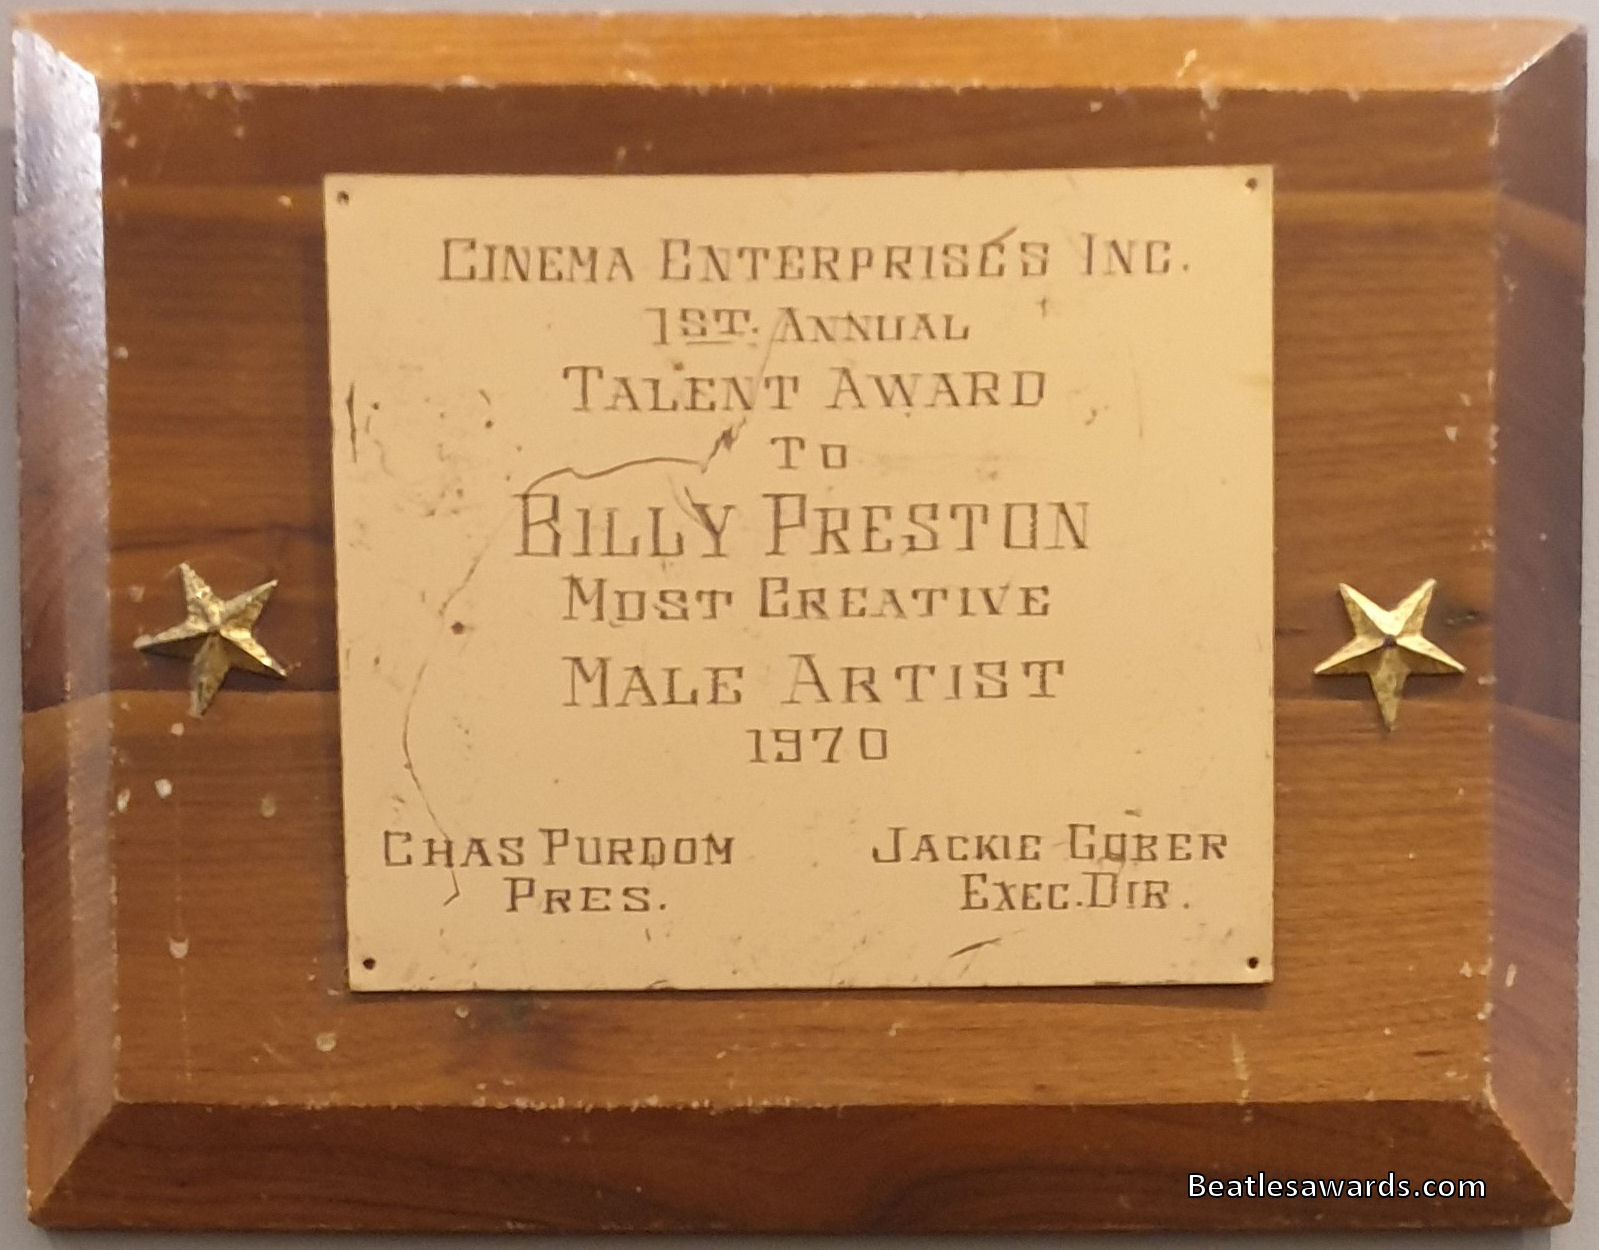 Cinema Enterprises Inc.
1st. Annual
Talent Award
To
Billy Preston
Most Creative
Male Artist
1970
Chas Purdom
Pres.
Jackie Gober
Exec. Dir.
Beatlesawards.com